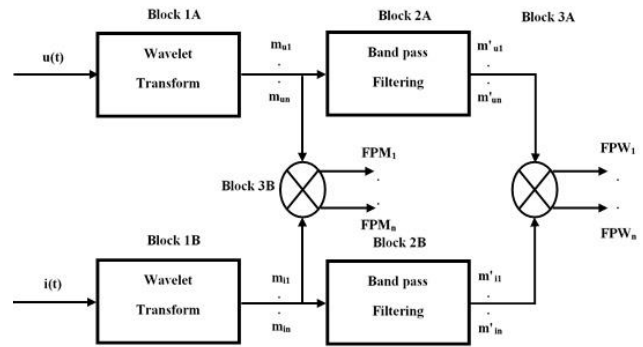 Block 1A
Block 2A
Block 3A
u(t)
Wavelet
Transform
mu1
.
.
mun
Band pass
Filtering
m'u1
.
.
m'un
Block 3B
FPM1
.
.
FPMn
FPW1
.
.
FPWn
Block 1B
Block 2B
i(t)
Wavelet
Transform
mi1
.
.
min
Band pass
Filtering
m'i1
.
.
m'in